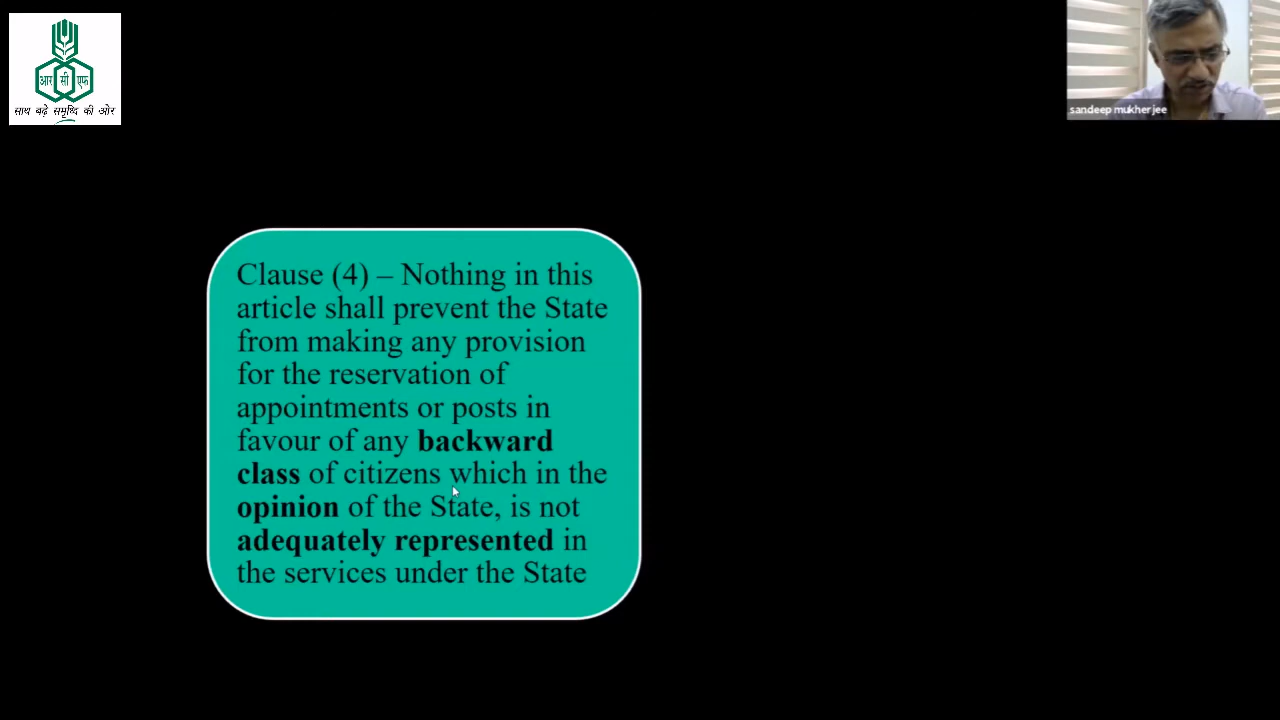 आर सी एफ
साथ बढ़े समृध्दि की ओर
sandeep mukherjee
Clause (4) – Nothing in this
article shall prevent the State
from making any provision
for the reservation of
appointments or posts in
favour of any backward
class of citizens which in the
opinion of the State, is not
adequately represented in
the services under the State